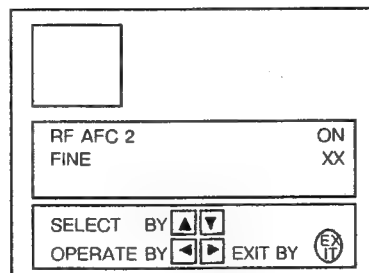 RF AFC 2 ON
FINE XX
SELECT BY ▲ ▼
OPERATE BY ◄ ► EXIT BY EXIT